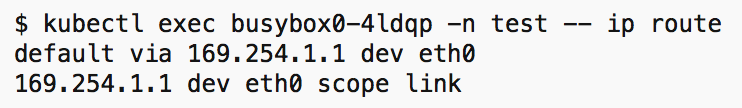 $ kubectl exec busybox0-4ldqp -n test -- ip route
default via 169.254.1.1 dev eth0
169.254.1.1 dev eth0 scope link